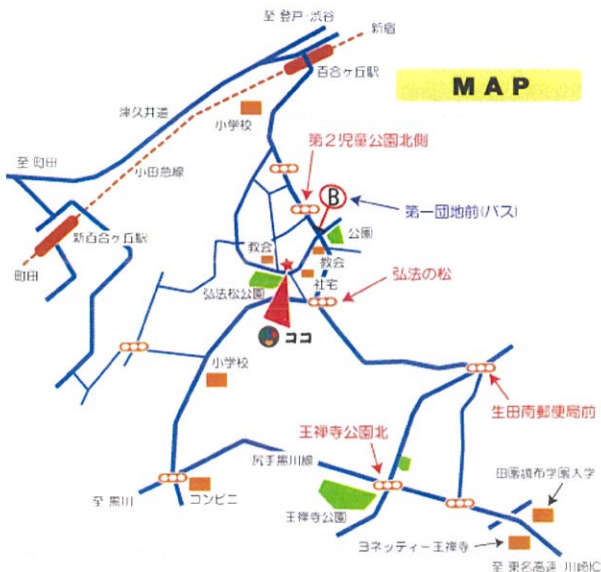 至 登戸・渋谷
新宿
百合ヶ丘駅
MAP
津久井道
小学校
第2児童公園北側
至 町田
小田急線
B
第一団地前(バス)
公園
新百合ヶ丘駅
教会
教会
町田
社宅
弘法の松
弘法松公園
ココ
小学校
生田南郵便局前
王禅寺公園北
尻手黒川線
田園調布学園大学
至 黒川
コンビニ
王禅寺公園
ヨネッティー王禅寺
至 東名高速・川崎IC